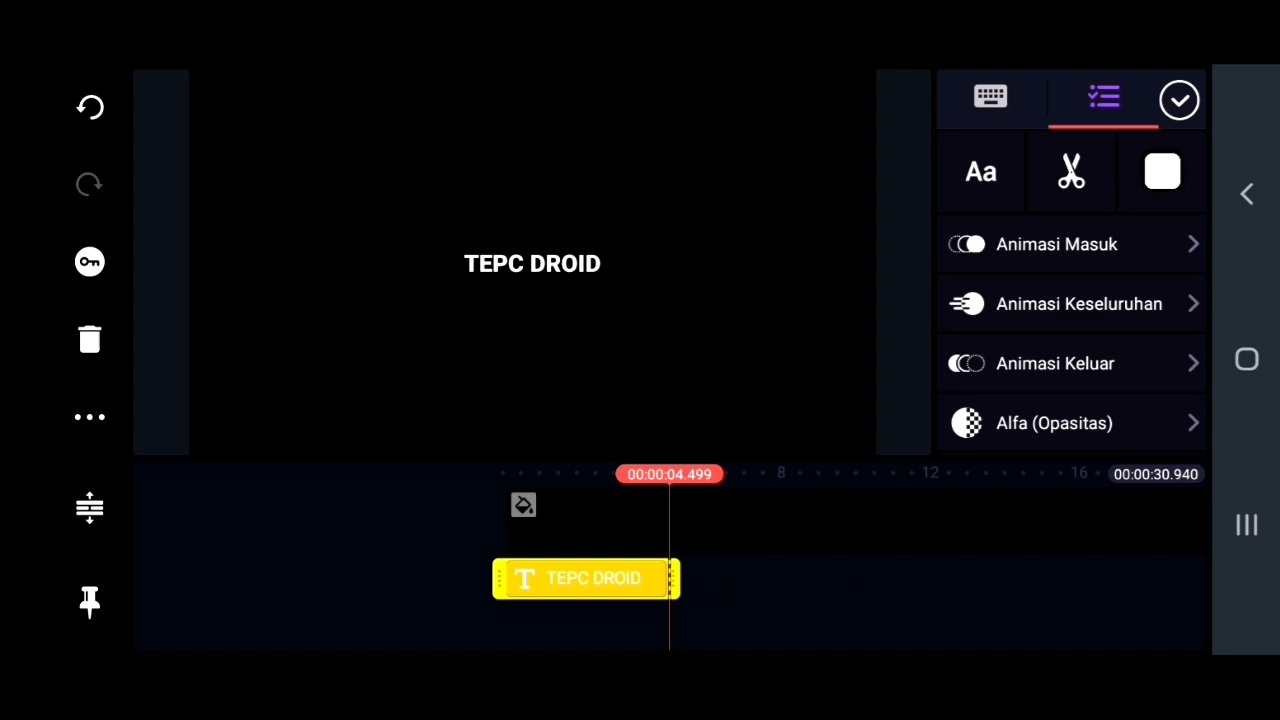 Aa
TEPC DROID
Animasi Masuk
Animasi Keseluruhan
Animasi Keluar
Alfa (Opasitas)
00:00:04.499 8 12 16 00:00:30.940
T TEPC DROID